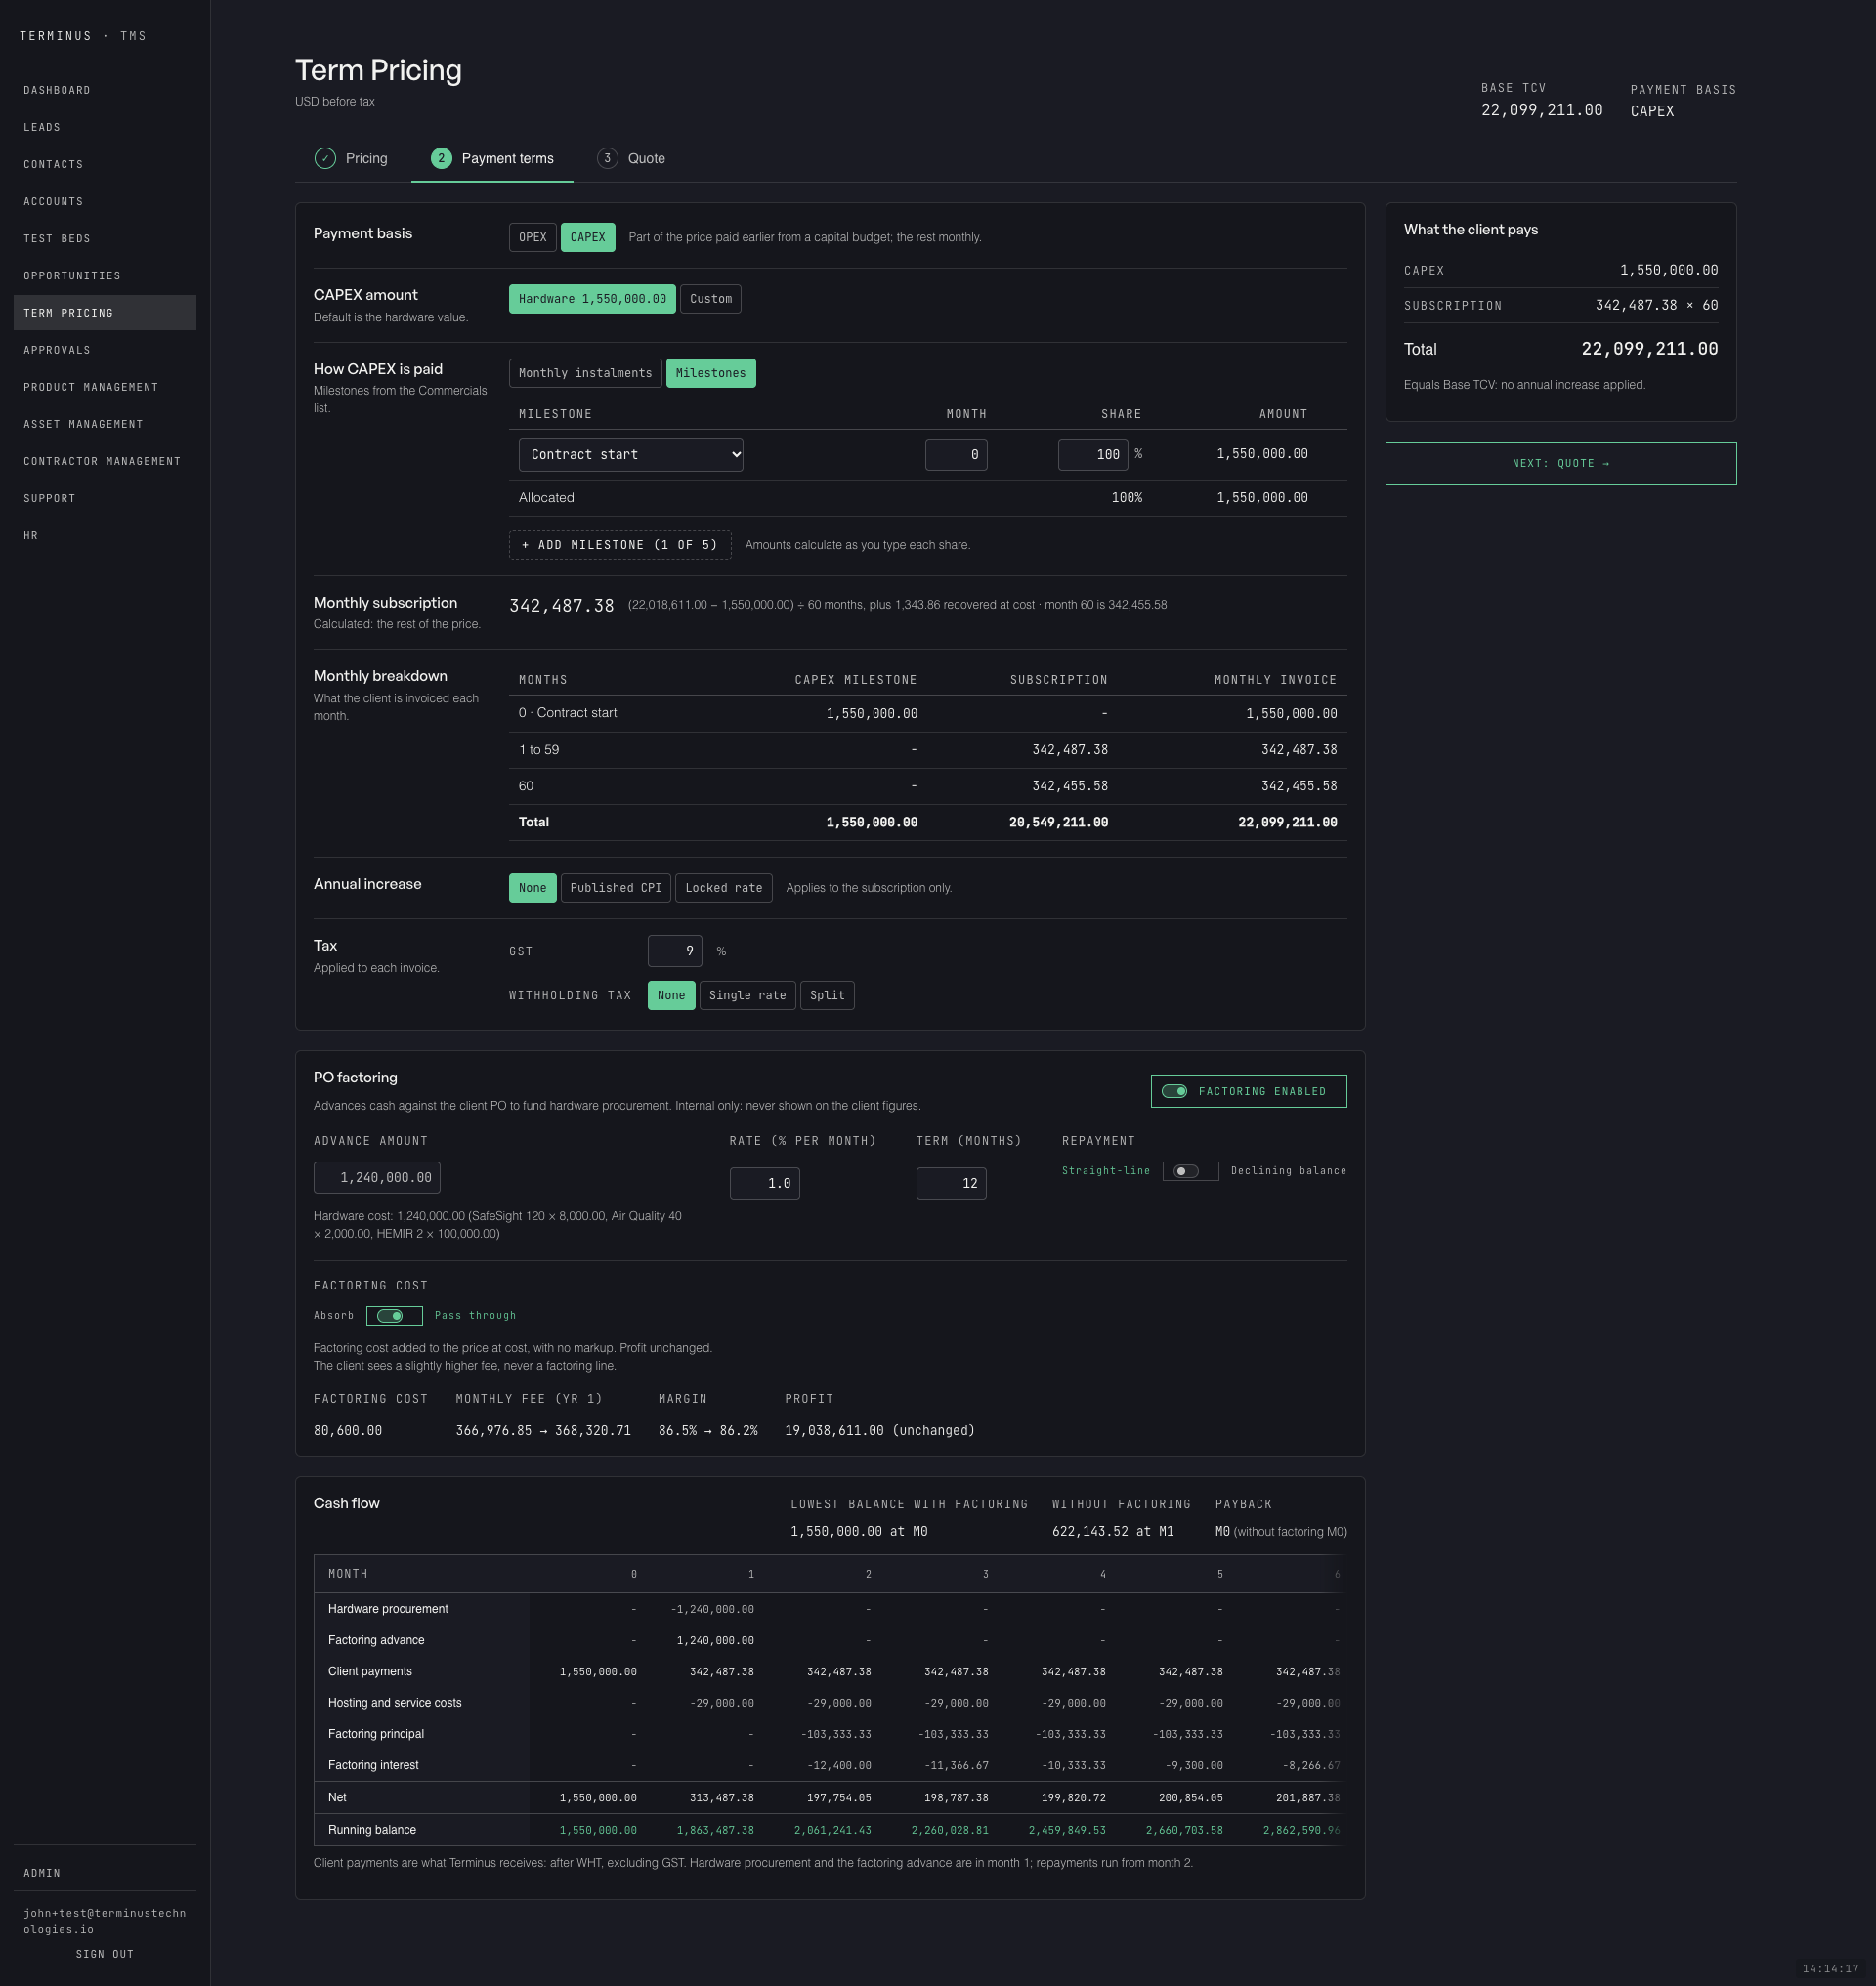 TERMINUS · TMS
DASHBOARD
LEADS
CONTACTS
ACCOUNTS
TEST BEDS
OPPORTUNITIES
TERM PRICING
APPROVALS
PRODUCT MANAGEMENT
ASSET MANAGEMENT
CONTRACTOR MANAGEMENT
SUPPORT
HR
ADMIN
john+test@terminustechn
ologies.io
SIGN OUT
Term Pricing
USD before tax
BASE TCV
22,099,211.00
PAYMENT BASIS
CAPEX
✓ Pricing
2 Payment terms
3 Quote
Payment basis
OPEX CAPEX Part of the price paid earlier from a capital budget; the rest monthly.
CAPEX amount
Default is the hardware value.
Hardware 1,550,000.00 Custom
How CAPEX is paid
Milestones from the Commercials
list.
Monthly instalments Milestones
MILESTONE MONTH SHARE AMOUNT
Contract start 0 100 % 1,550,000.00
Allocated 100% 1,550,000.00
+ ADD MILESTONE (1 OF 5) Amounts calculate as you type each share.
Monthly subscription
Calculated: the rest of the price.
342,487.38 (22,018,611.00 − 1,550,000.00) ÷ 60 months, plus 1,343.86 recovered at cost · month 60 is 342,455.58
Monthly breakdown
What the client is invoiced each
month.
MONTHS CAPEX MILESTONE SUBSCRIPTION MONTHLY INVOICE
0 · Contract start 1,550,000.00 - 1,550,000.00
1 to 59 - 342,487.38 342,487.38
60 - 342,455.58 342,455.58
Total 1,550,000.00 20,549,211.00 22,099,211.00
Annual increase
None Published CPI Locked rate Applies to the subscription only.
Tax
Applied to each invoice.
GST 9 %
WITHHOLDING TAX None Single rate Split
What the client pays
CAPEX 1,550,000.00
SUBSCRIPTION 342,487.38 × 60
Total 22,099,211.00
Equals Base TCV: no annual increase applied.
NEXT: QUOTE →
PO factoring
Advances cash against the client PO to fund hardware procurement. Internal only: never shown on the client figures.
FACTORING ENABLED
ADVANCE AMOUNT RATE (% PER MONTH) TERM (MONTHS) REPAYMENT
1,240,000.00 1.0 12 Straight-line Declining balance
Hardware cost: 1,240,000.00 (SafeSight 120 × 8,000.00, Air Quality 40
× 2,000.00, HEMIR 2 × 100,000.00)
FACTORING COST
Absorb Pass through
Factoring cost added to the price at cost, with no markup. Profit unchanged.
The client sees a slightly higher fee, never a factoring line.
FACTORING COST MONTHLY FEE (YR 1) MARGIN PROFIT
80,600.00 366,976.85 → 368,320.71 86.5% → 86.2% 19,038,611.00 (unchanged)
Cash flow
LOWEST BALANCE WITH FACTORING WITHOUT FACTORING PAYBACK
1,550,000.00 at M0 622,143.52 at M1 M0 (without factoring M0)
MONTH 0 1 2 3 4 5 6
Hardware procurement - -1,240,000.00 - - - - -
Factoring advance - 1,240,000.00 - - - - -
Client payments 1,550,000.00 342,487.38 342,487.38 342,487.38 342,487.38 342,487.38 342,487.38
Hosting and service costs - -29,000.00 -29,000.00 -29,000.00 -29,000.00 -29,000.00 -29,000.00
Factoring principal - - -103,333.33 -103,333.33 -103,333.33 -103,333.33 -103,333.33
Factoring interest - - -12,400.00 -11,366.67 -10,333.33 -9,300.00 -8,266.67
Net 1,550,000.00 313,487.38 197,754.05 198,787.38 199,820.72 200,854.05 201,887.38
Running balance 1,550,000.00 1,863,487.38 2,061,241.43 2,260,028.81 2,459,849.53 2,660,703.58 2,862,590.96
Client payments are what Terminus receives: after WHT, excluding GST. Hardware procurement and the factoring advance are in month 1; repayments run from month 2.
14:14:17